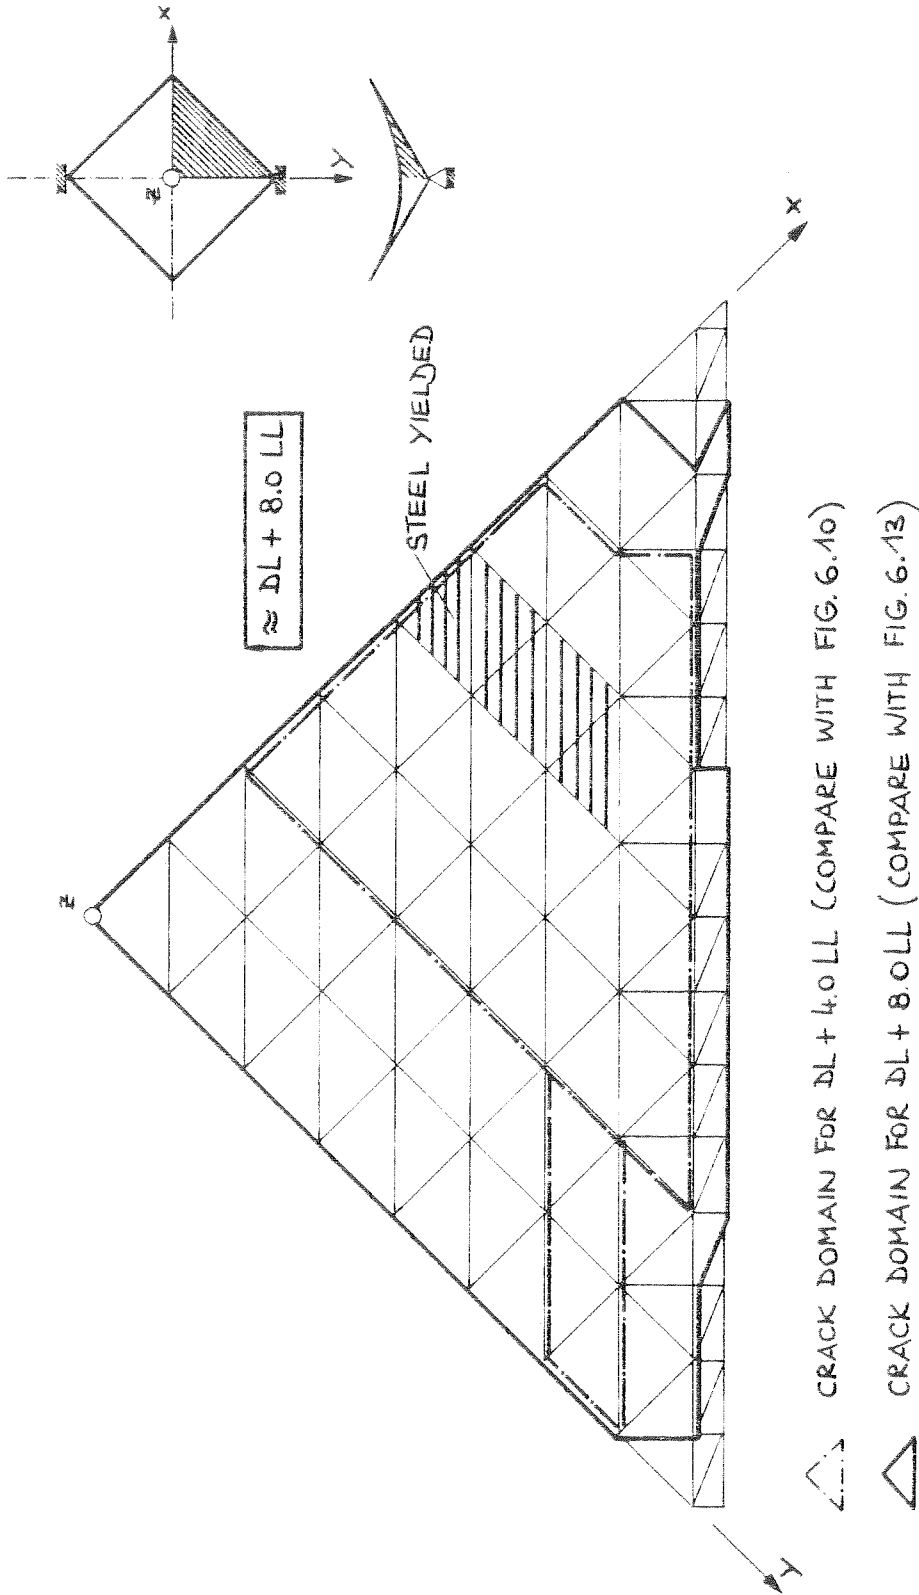 x
z
y
≈ DL + 8.0 LL
STEEL YIELDED
z
x
y
CRACK DOMAIN FOR DL + 4.0 LL (COMPARE WITH FIG. 6.10)
CRACK DOMAIN FOR DL + 8.0 LL (COMPARE WITH FIG. 6.13)